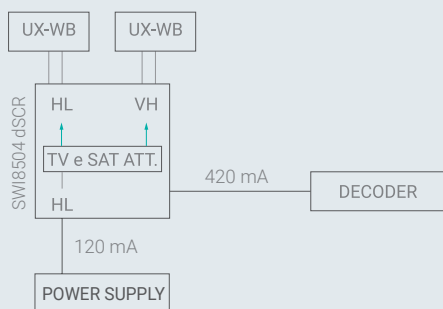 UX-WB
UX-WB
SWI8504 dSCR
HL
VH
TV e SAT ATT.
HL
420 mA
DECODER
120 mA
POWER SUPPLY